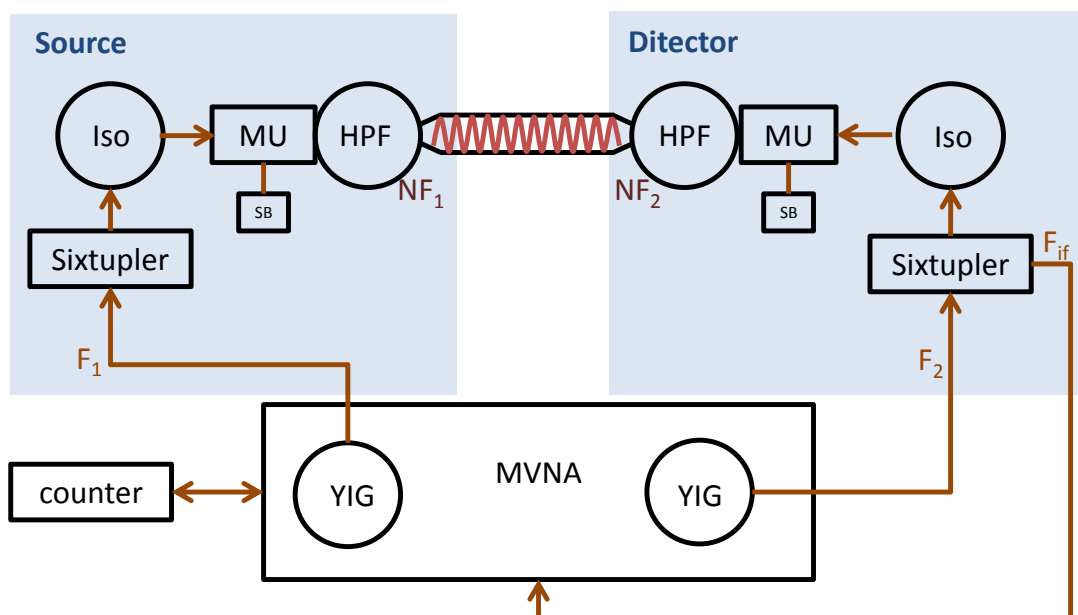 Source
Ditector
Iso
MU
HPF
HPF
MU
Iso
SB
SB
NF1
NF2
Sixtupler
Sixtupler
Fif
F1
F2
MVNA
YIG
YIG
counter